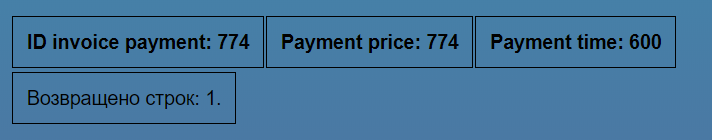 ID invoice payment: 774 Payment price: 774 Payment time: 600
Возвращено строк: 1.